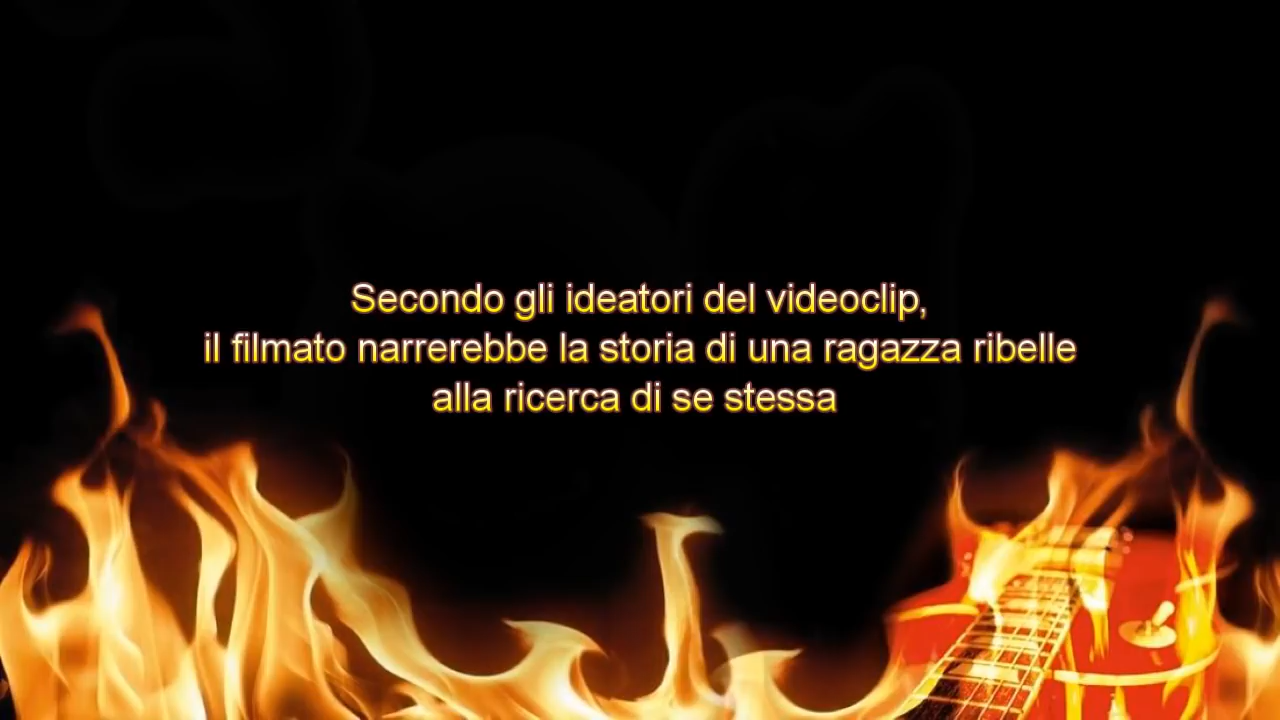 Secondo gli ideatori del videoclip,
il filmato narrerebbe la storia di una ragazza ribelle
alla ricerca di se stessa